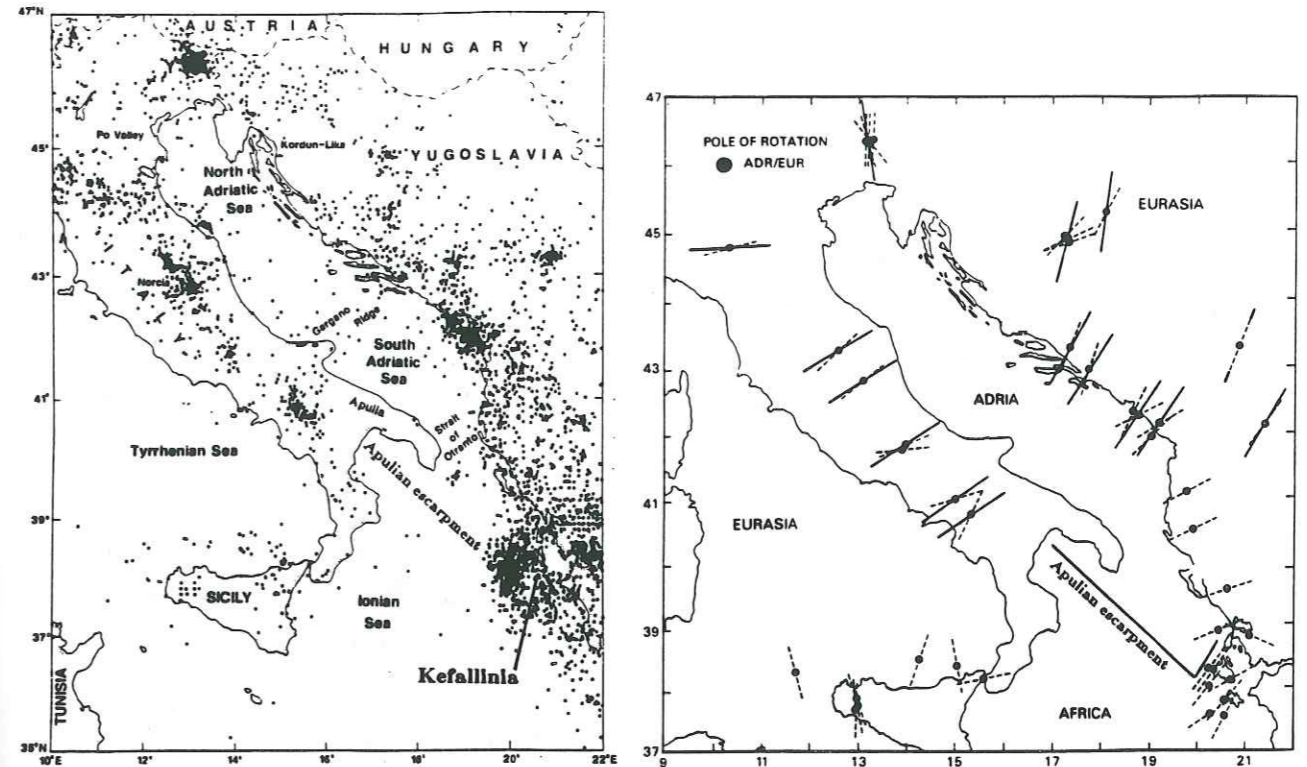 47°N
AUSTRIA
HUNGARY
Po Valley
Kordun-Lika
45°
YUGOSLAVIA
North
Adriatic
Sea
43°
Norcia
ITALY
Gargano
Ridge
South
Adriatic
Sea
41°
Apulia
Strait
of
Otranto
Tyrrhenian Sea
Apulian escarpment
39°
SICILY
Ionian
Sea
37°
Kefallinia
TUNISIA
35°N
10°E
12°
14°
16°
18°
20°
22°E
47
POLE OF ROTATION
ADR/EUR
EURASIA
45
43
ADRIA
41
EURASIA
Apulian escarpment
39
AFRICA
37
9
11
13
15
17
19
21